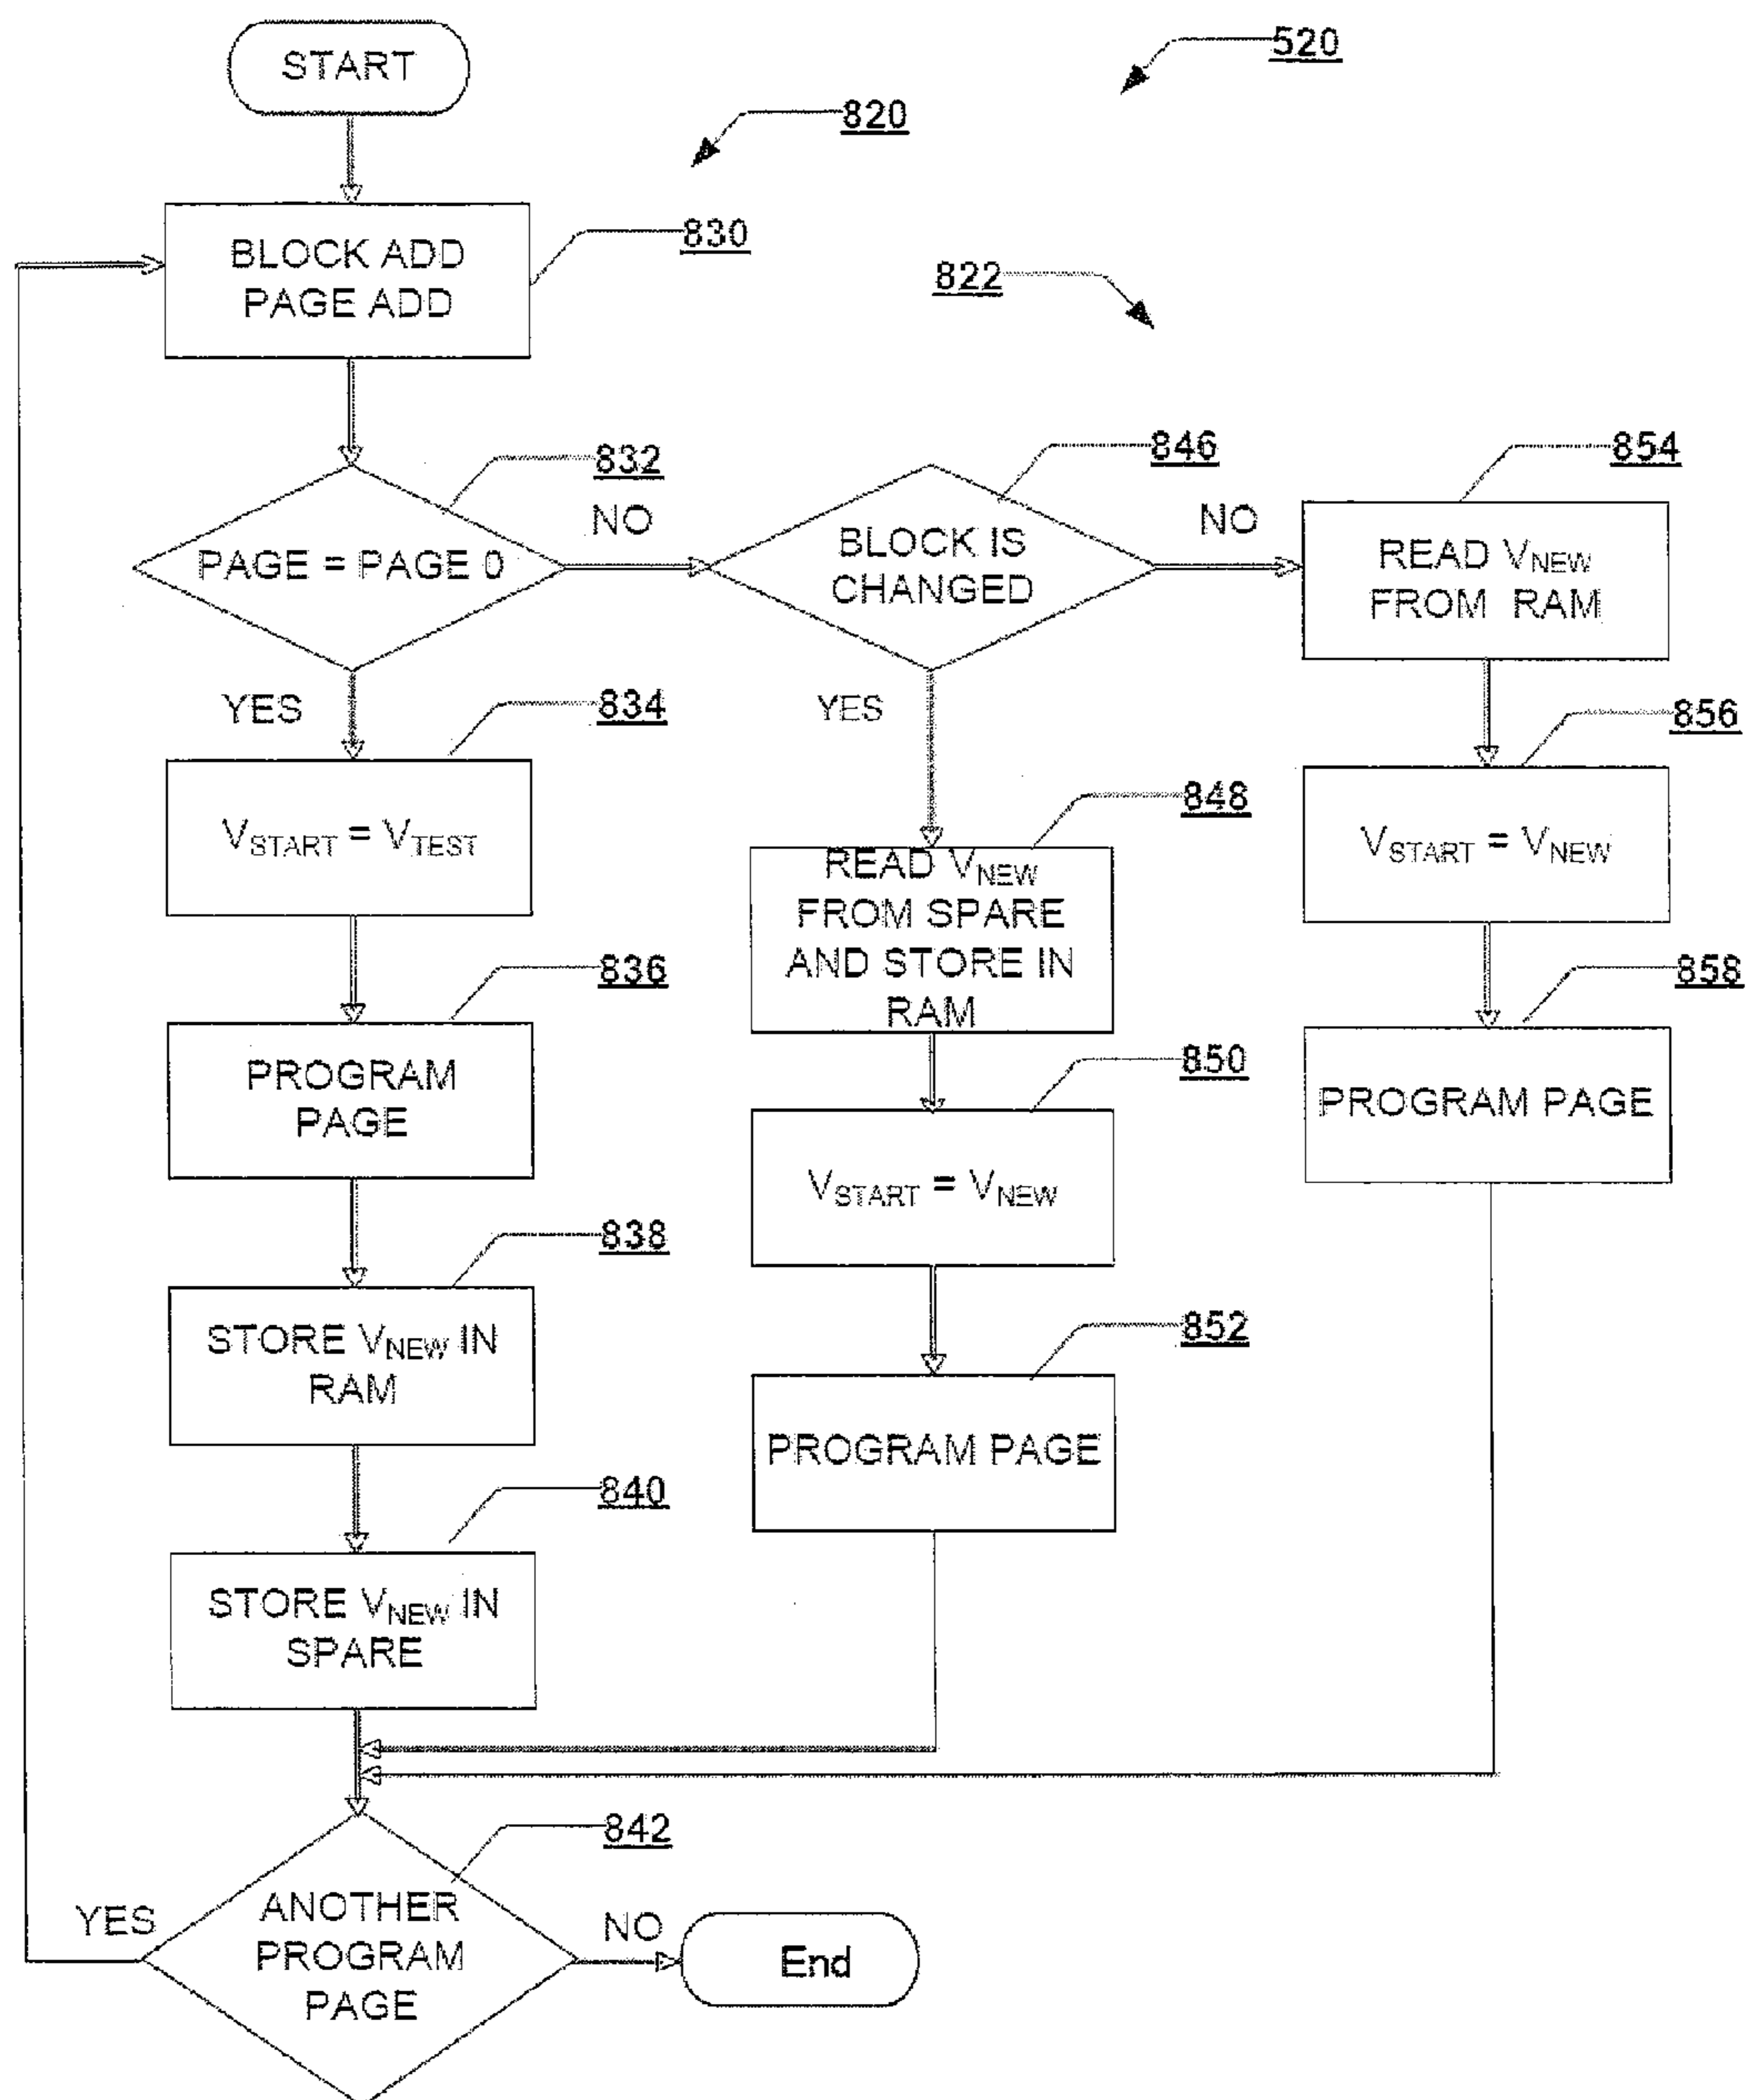 START
520
820
BLOCK ADD
PAGE ADD
830
822
832
PAGE = PAGE 0
NO
846
BLOCK IS
CHANGED
NO
854
READ VNEW
FROM RAM
YES
834
VSTART = VTEST
YES
848
READ VNEW
FROM SPARE
AND STORE IN
RAM
856
VSTART = VNEW
836
PROGRAM
PAGE
850
VSTART = VNEW
858
PROGRAM PAGE
838
STORE VNEW IN
RAM
852
PROGRAM PAGE
840
STORE VNEW IN
SPARE
842
ANOTHER
PROGRAM
PAGE
YES
NO
End